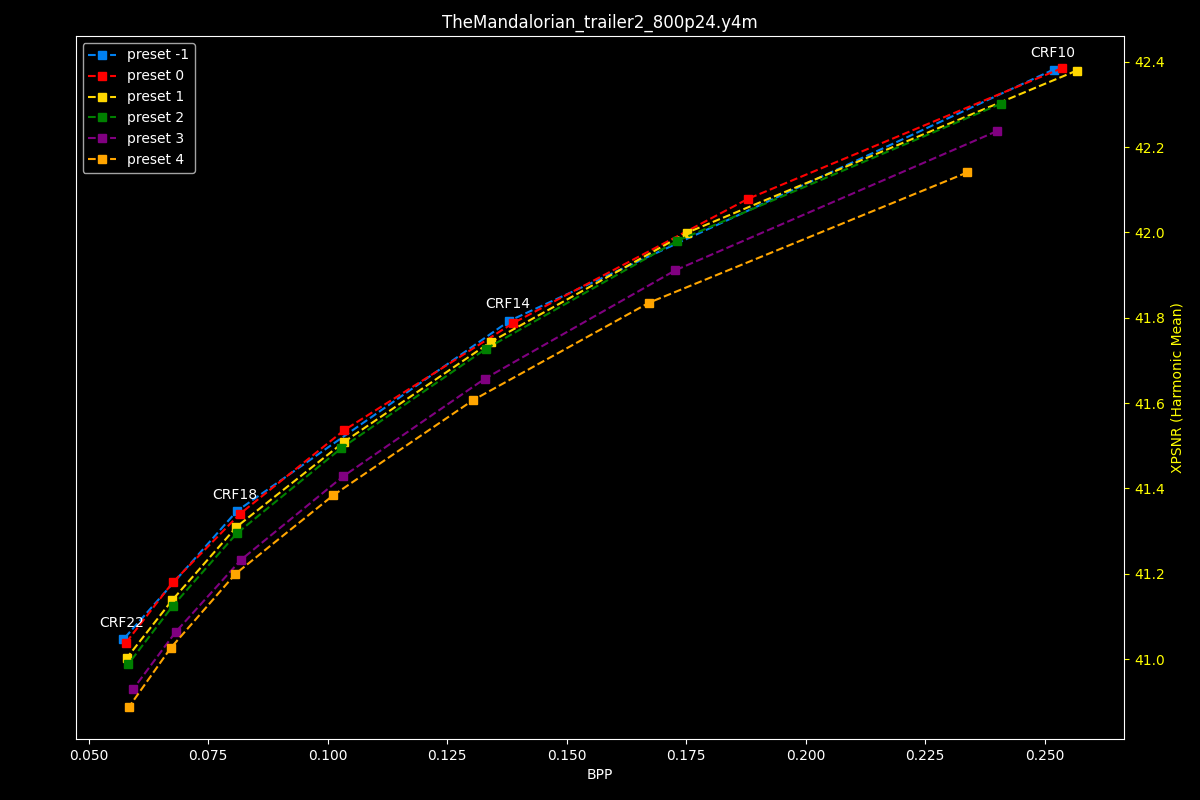 TheMandalorian_trailer2_800p24.y4m
preset -1
preset 0
preset 1
preset 2
preset 3
preset 4
CRF10
CRF14
CRF18
CRF22
42.4
42.2
42.0
41.8
41.6
41.4
41.2
41.0
XPSNR (Harmonic Mean)
0.050 0.075 0.100 0.125 0.150 0.175 0.200 0.225 0.250
BPP